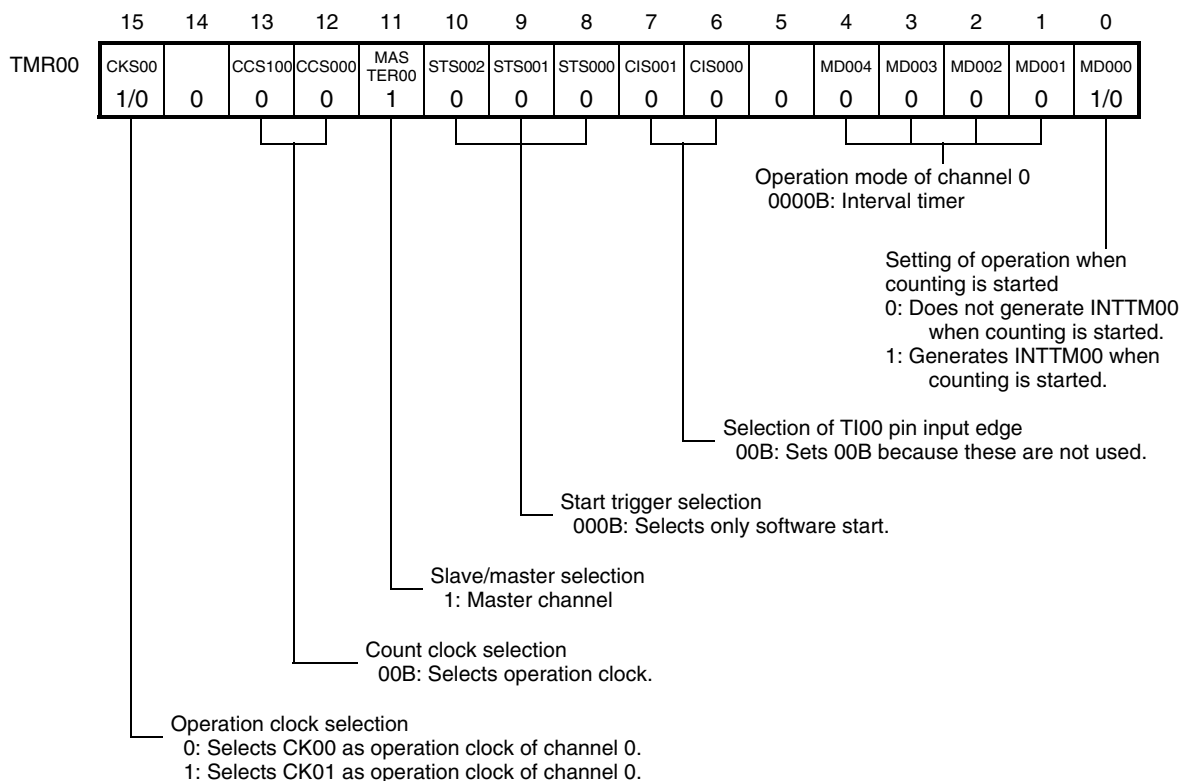 15 14 13 12 11 10 9 8 7 6 5 4 3 2 1 0
TMR00 CKS00 CCS100 CCS000 MAS TER00 STS002 STS001 STS000 CIS001 CIS000 MD004 MD003 MD002 MD001 MD000
1/0 0 0 0 1 0 0 0 0 0 0 0 0 0 0 1/0
Operation mode of channel 0
0000B: Interval timer
Setting of operation when
counting is started
0: Does not generate INTTM00
when counting is started.
1: Generates INTTM00 when
counting is started.
Selection of TI00 pin input edge
00B: Sets 00B because these are not used.
Start trigger selection
000B: Selects only software start.
Slave/master selection
1: Master channel
Count clock selection
00B: Selects operation clock.
Operation clock selection
0: Selects CK00 as operation clock of channel 0.
1: Selects CK01 as operation clock of channel 0.